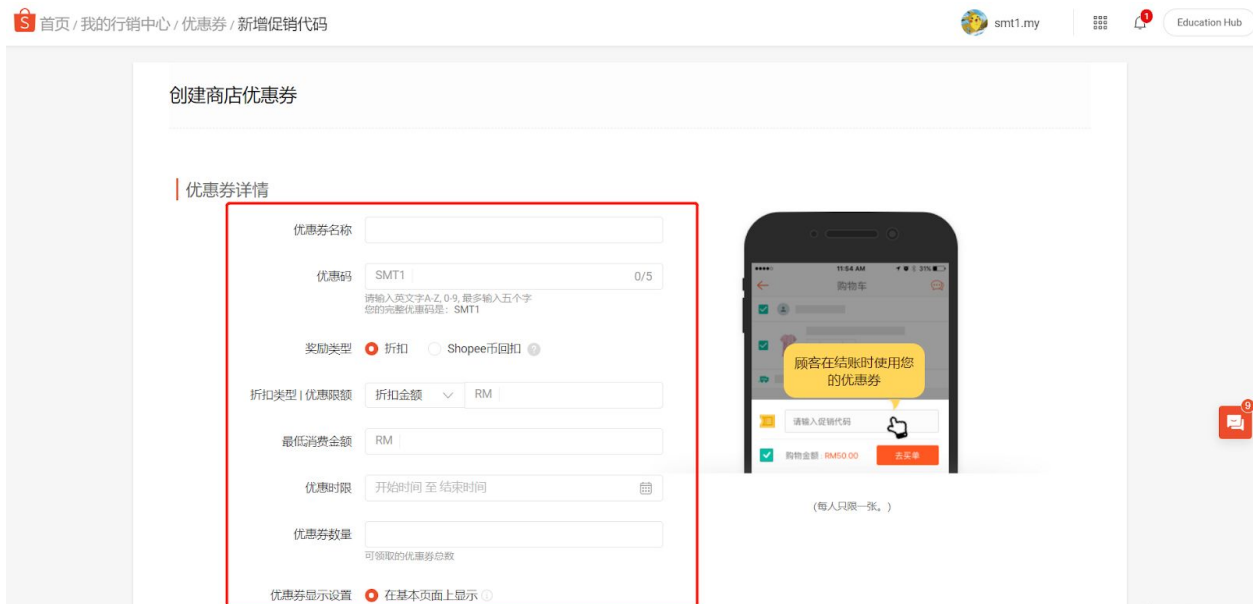 首页 / 我的行销中心 / 优惠券 / 新增促销代码
smt1.my
1
Education Hub
创建商店优惠券
优惠券详情
优惠券名称
优惠码 SMT1 0/5
请输入英文字A-Z, 0-9, 最多输入五个字
您的完整优惠码是：SMT1
奖励类型 折扣 Shopee币回扣
折扣类型 | 优惠限额 折扣金额 RM
最低消费金额 RM
优惠时限 开始时间 至 结束时间
优惠券数量
可领取的优惠券总数
优惠券显示设置 在基本页面上显示
11:54 AM 31%
购物车
顾客在结账时使用您
的优惠券
请输入促销代码
购物金额 : RM50.00 去买单
(每人只限一张。)
9